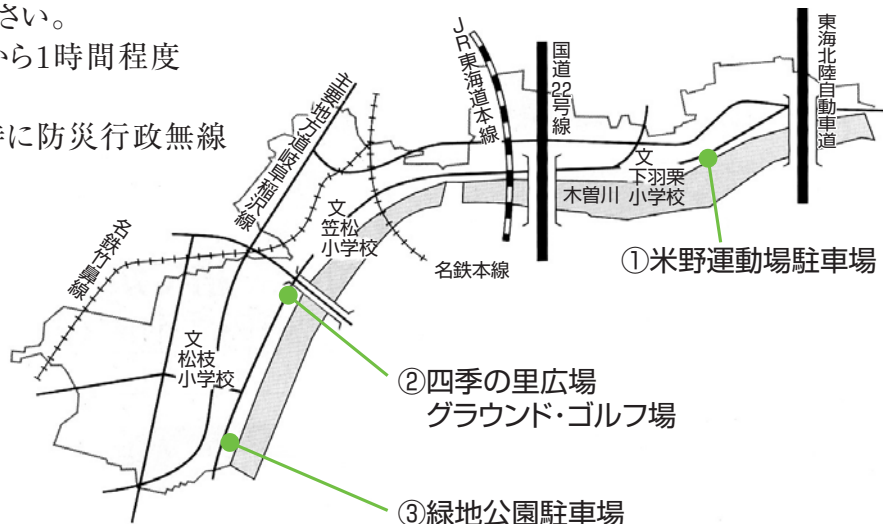 さい。
から1時間程度
時に防災行政無線
JR東海道本線
国道22号線
東海北陸自動車道
主要地方道岐阜稲沢線
文
下羽栗
小学校
木曽川
文
笠松
小学校
名鉄本線
名鉄竹鼻線
文
松枝
小学校
①米野運動場駐車場
②四季の里広場
グラウンド・ゴルフ場
③緑地公園駐車場